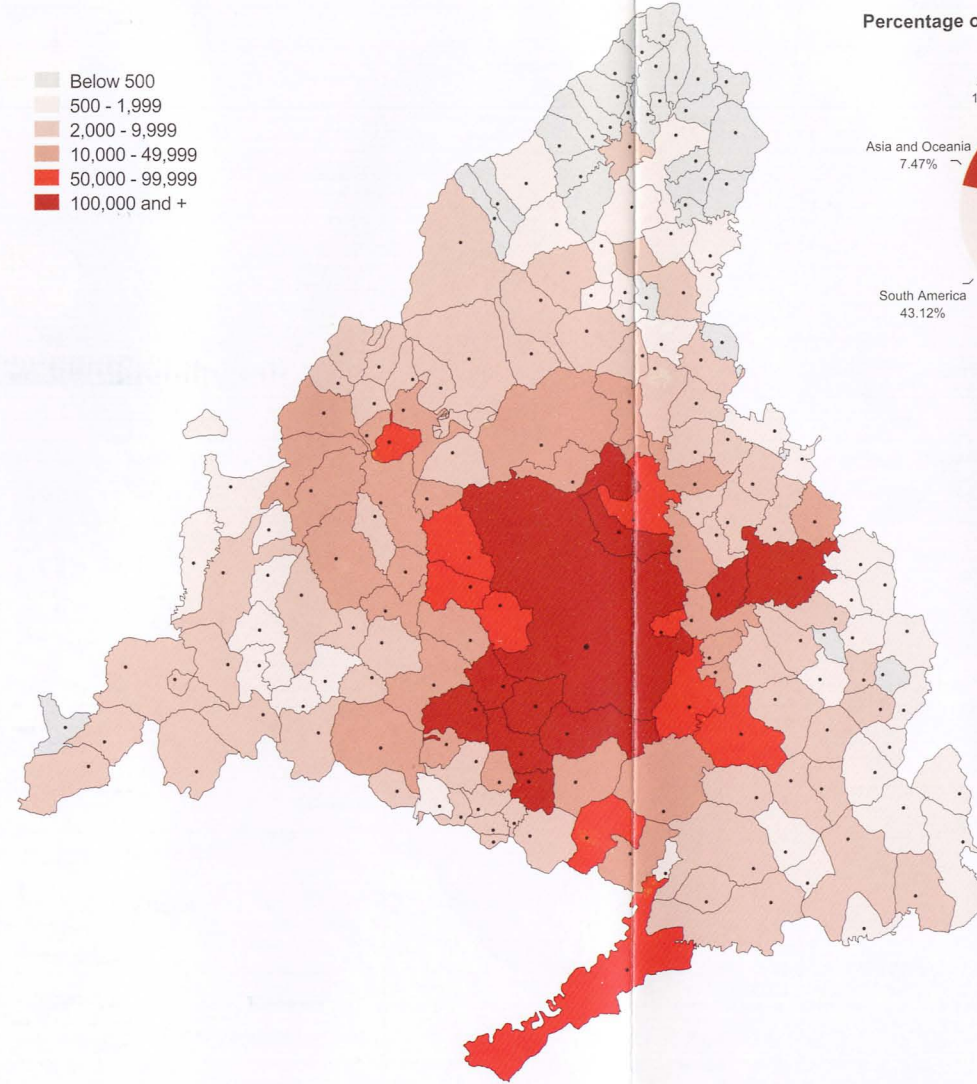 Percentage o
Below 500
500 - 1,999
2,000 - 9,999
10,000 - 49,999
50,000 - 99,999
100,000 and +
1
Asia and Oceania
7.47%
South America
43.12%